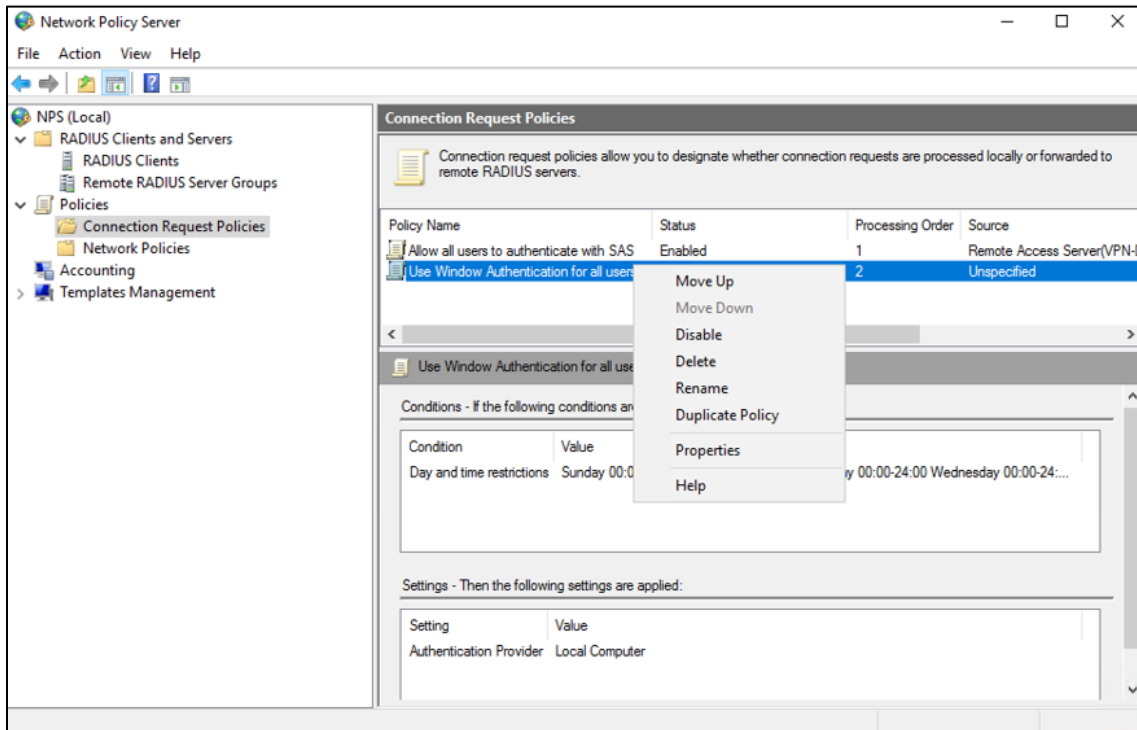 Network Policy Server
File Action View Help
NPS (Local)
RADIUS Clients and Servers
RADIUS Clients
Remote RADIUS Server Groups
Policies
Connection Request Policies
Network Policies
Accounting
Templates Management
Connection Request Policies
Connection request policies allow you to designate whether connection requests are processed locally or forwarded to
remote RADIUS servers.
Policy Name Status Processing Order Source
Allow all users to authenticate with SAS Enabled 1 Remote Access Server(VPN-
Use Window Authentication for all users 2 Unspecified
Move Up
Move Down
Disable
Delete
Rename
Duplicate Policy
Properties
Help
Use Window Authentication for all use
Conditions - If the following conditions
Condition Value
Day and time restrictions Sunday 00:0 y 00:00-24:00 Wednesday 00:00-24:...
Settings - Then the following settings are applied:
Setting Value
Authentication Provider Local Computer